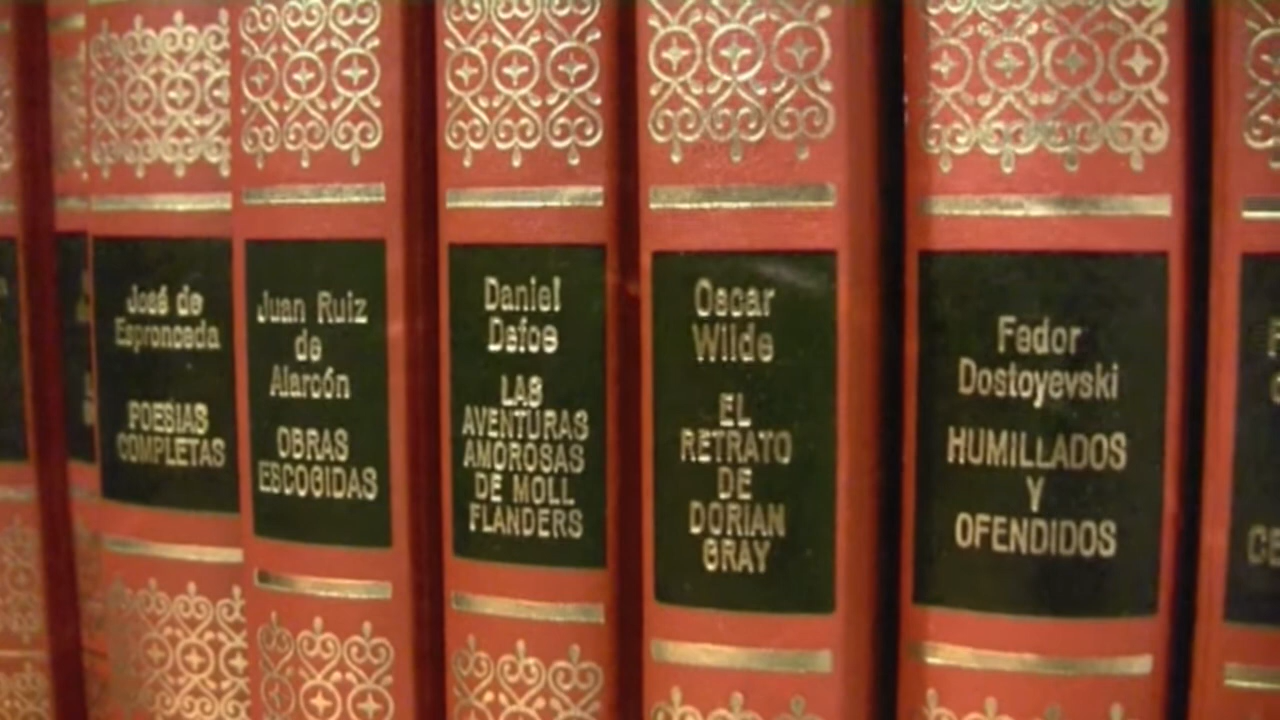 José de
Espronceda
POESIAS
COMPLETAS
Juan Ruiz
de
Alarcón
OBRAS
ESCOGIDAS
Daniel
Defoe
LAS
AVENTURAS
AMOROSAS
DE MOLL
FLANDERS
Oscar
Wilde
EL
RETRATO
DE
DORIAN
GRAY
Fedor
Dostoyevski
HUMILLADOS
Y
OFENDIDOS